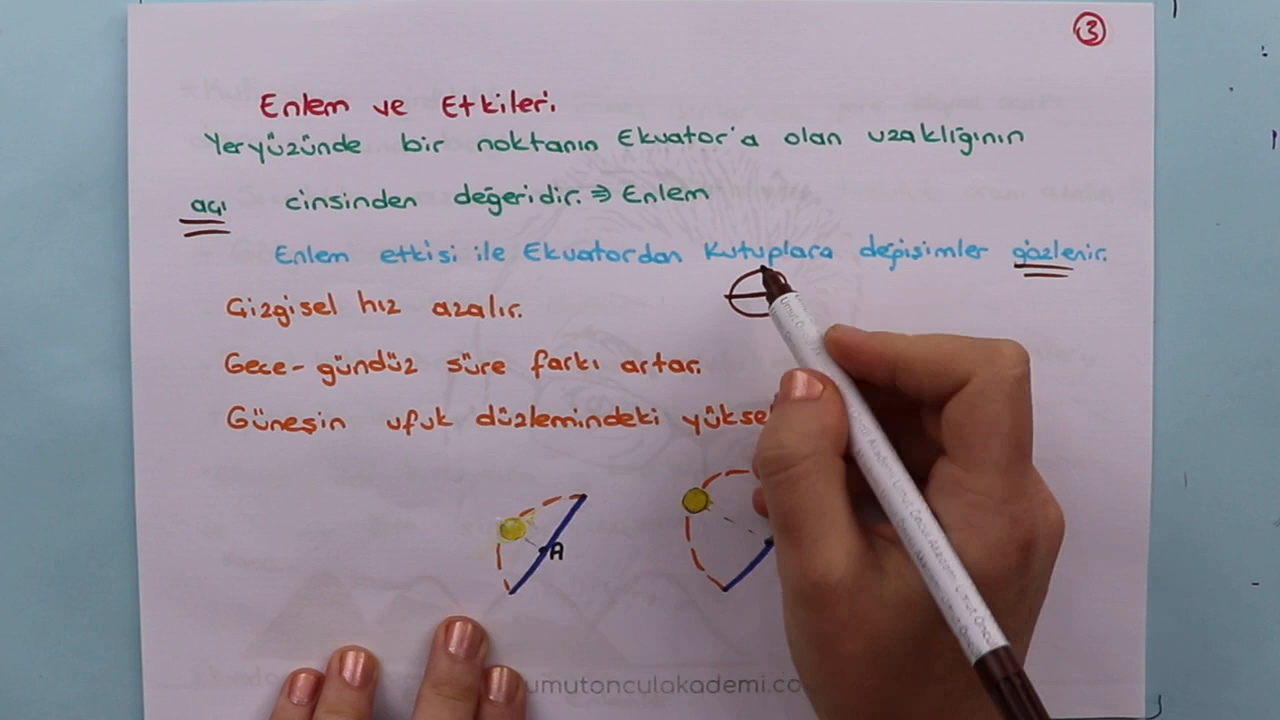 3
Enlem ve Etkileri.
Yeryüzünde bir noktanın Ekvator'a olan uzaklığının
açı cinsinden değeridir. ⇒ Enlem
Enlem etkisi ile Ekvatordan Kutuplara değişimler gözlenir.
Çizgisel hız azalır.
Gece-gündüz süre farkı artar.
Güneşin ufuk düzlemindeki
A
umutonculakademi.co